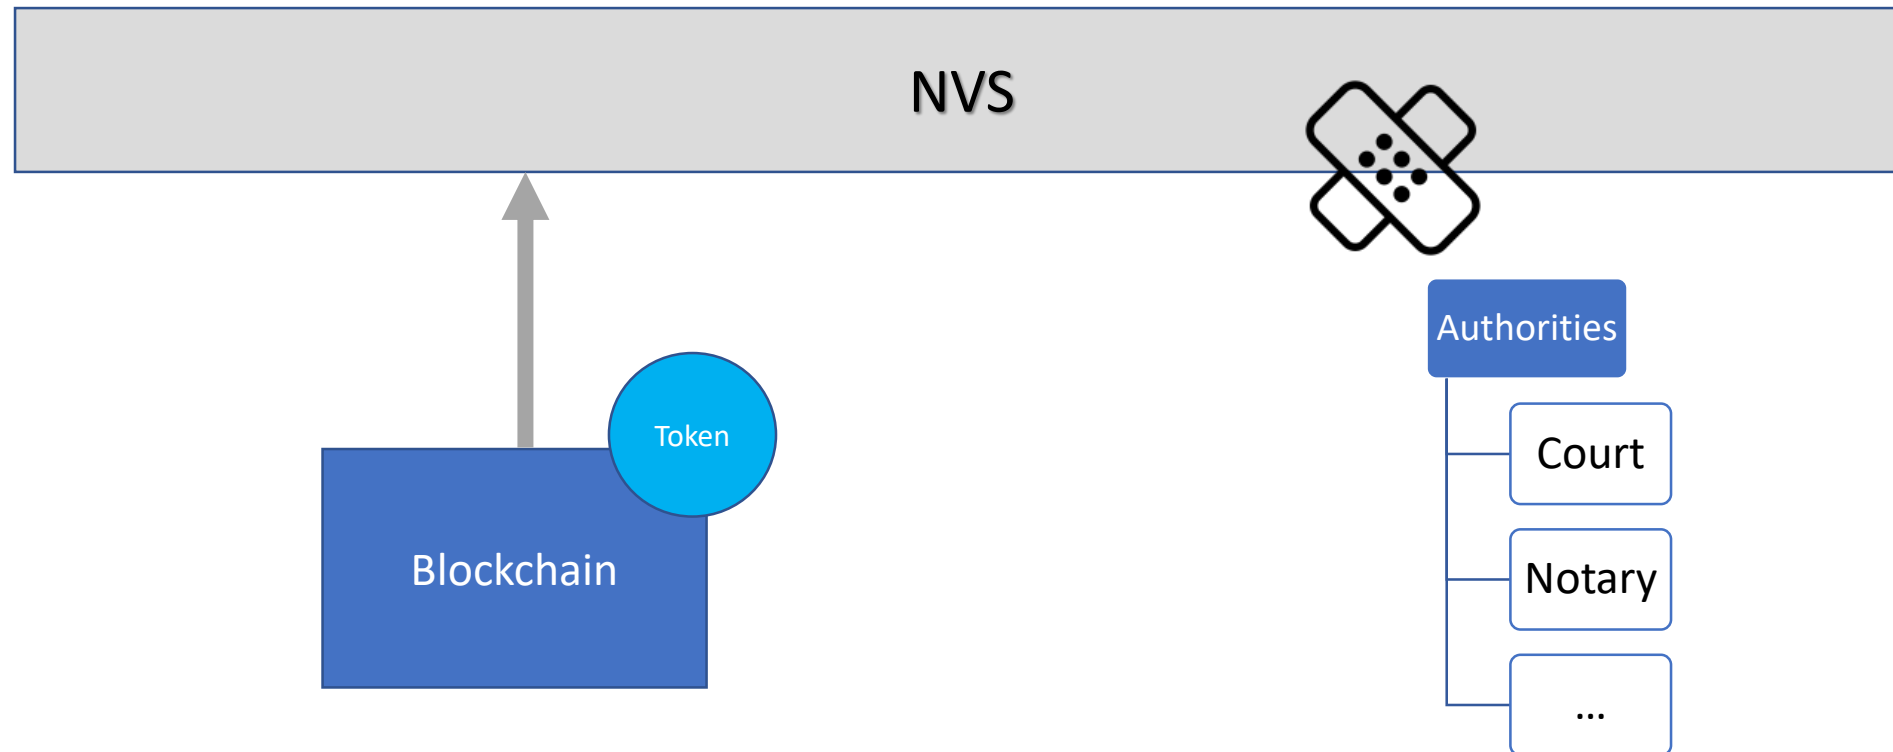 NVS
Token
Blockchain
Authorities
Court
Notary
...